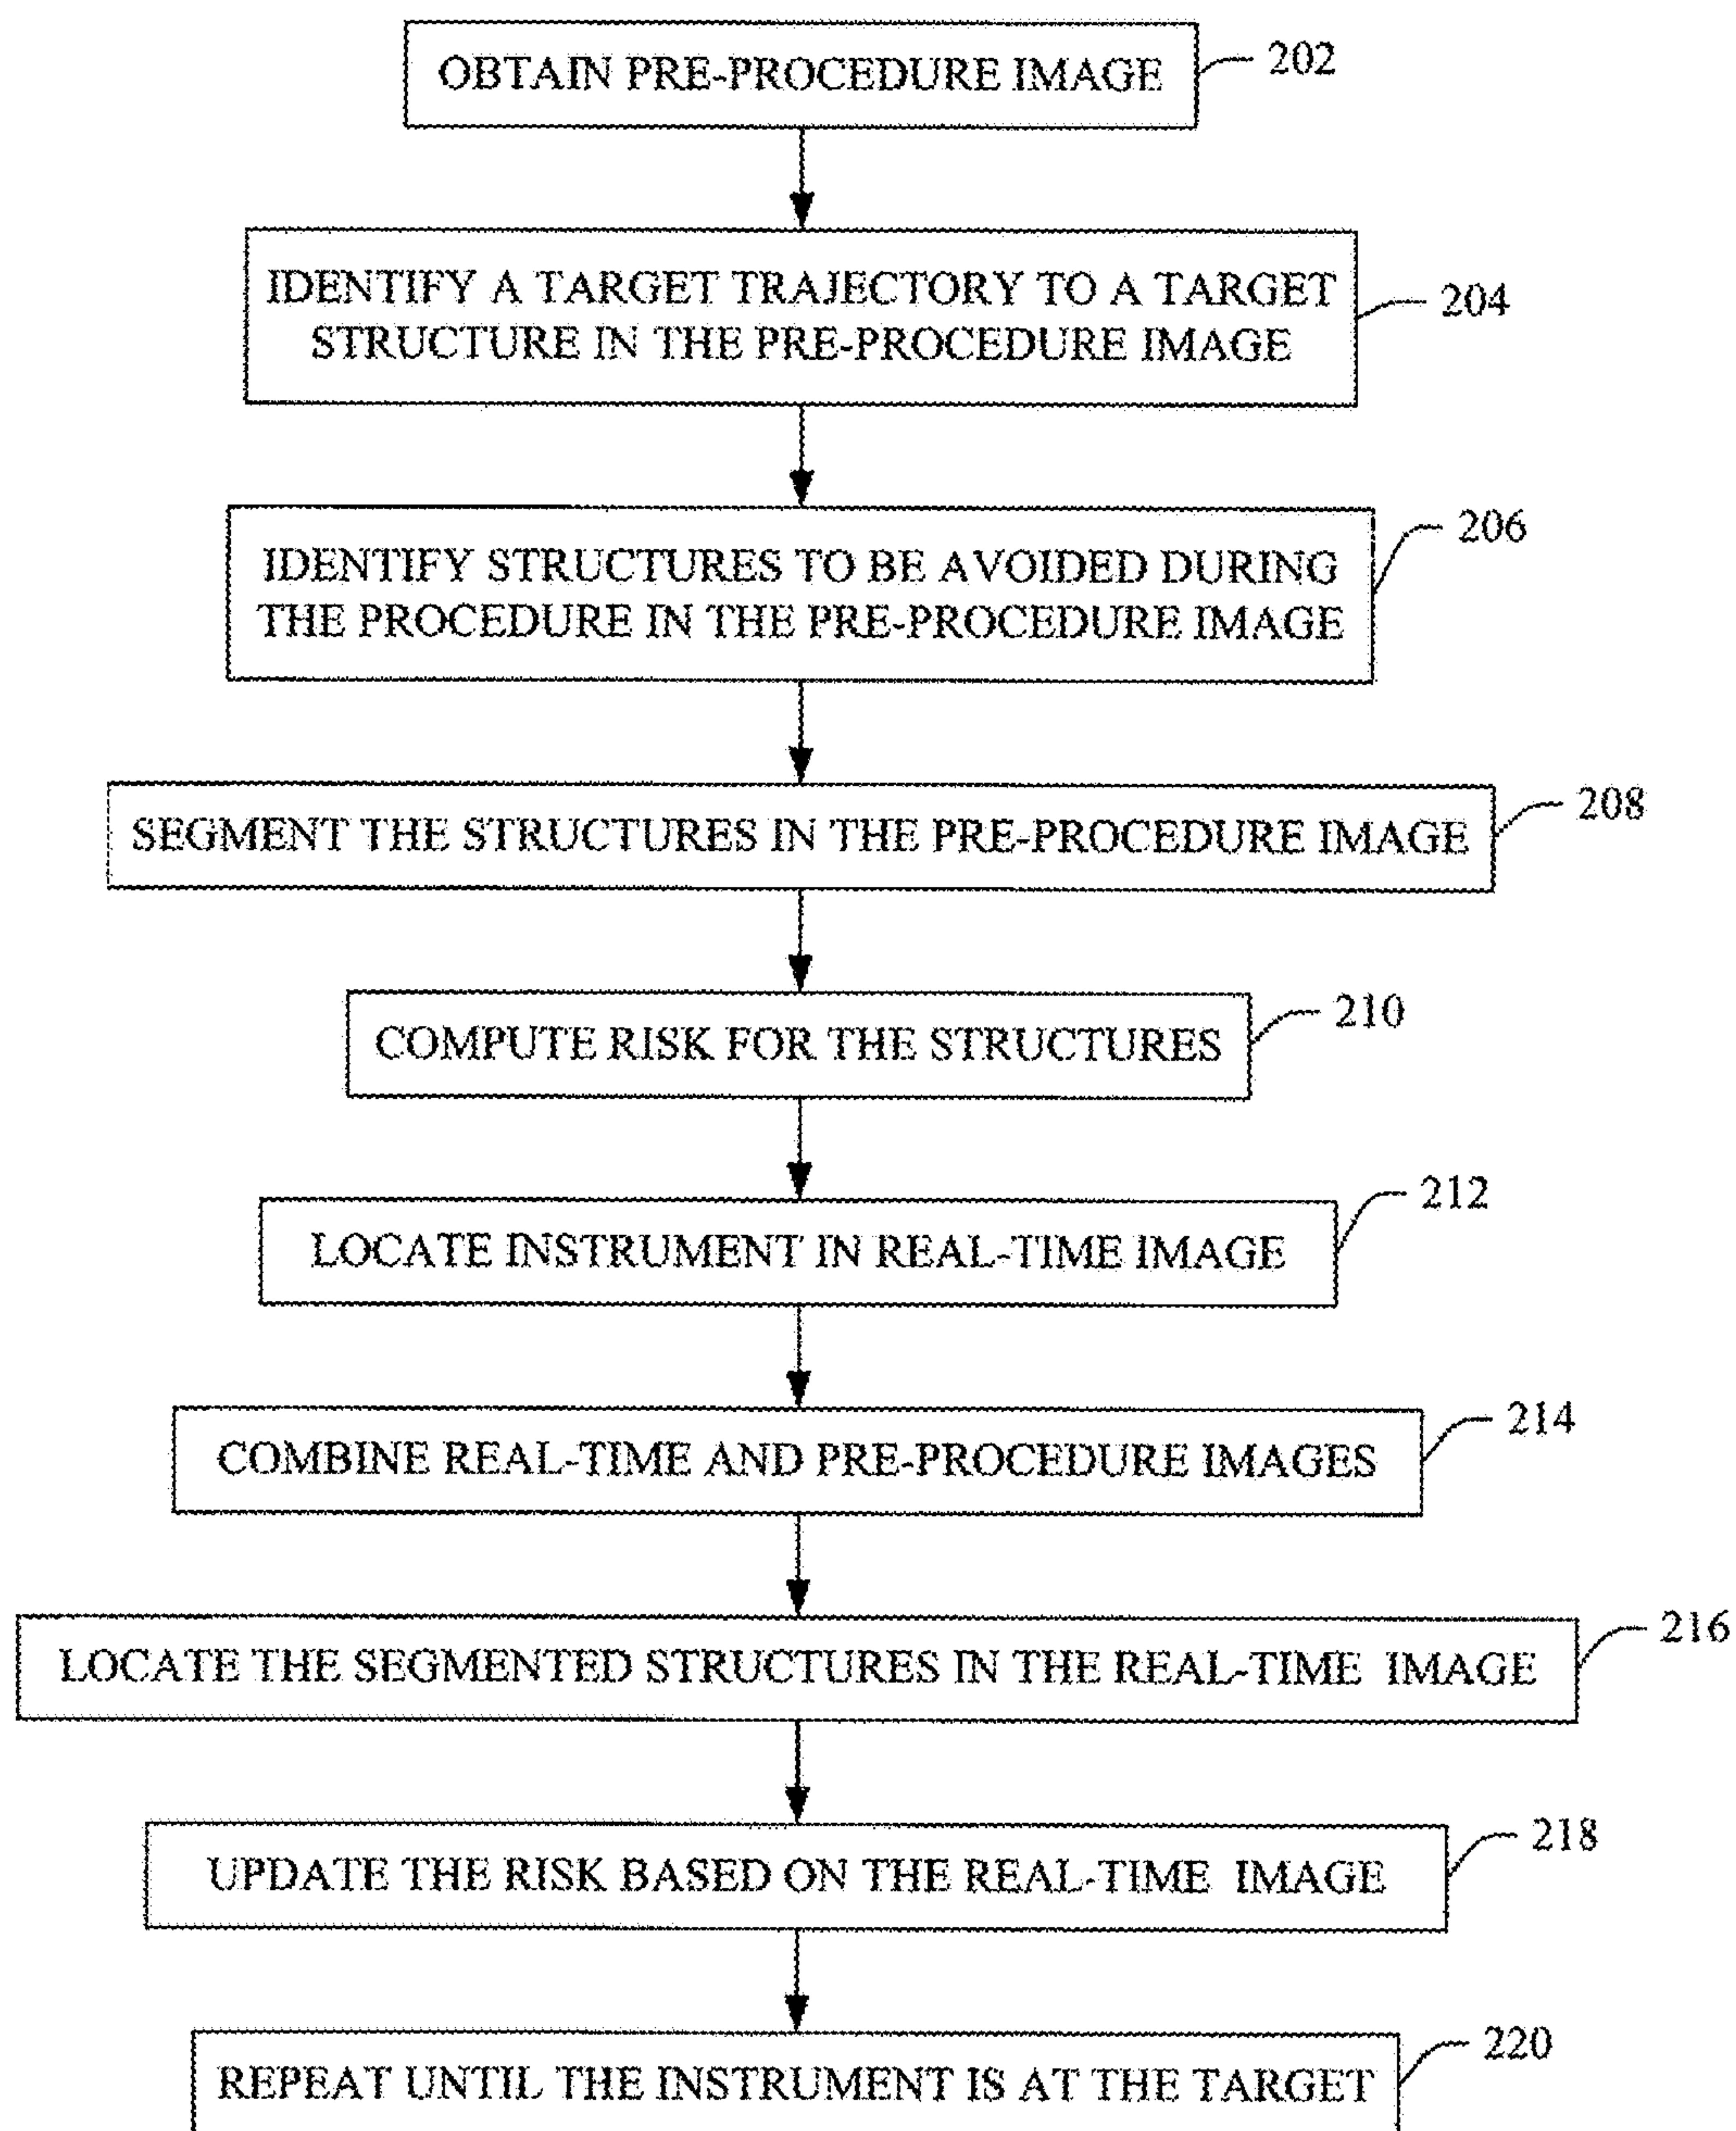 OBTAIN PRE-PROCEDURE IMAGE
202
IDENTIFY A TARGET TRAJECTORY TO A TARGET
STRUCTURE IN THE PRE-PROCEDURE IMAGE
204
IDENTIFY STRUCTURES TO BE AVOIDED DURING
THE PROCEDURE IN THE PRE-PROCEDURE IMAGE
206
SEGMENT THE STRUCTURES IN THE PRE-PROCEDURE IMAGE
208
COMPUTE RISK FOR THE STRUCTURES
210
LOCATE INSTRUMENT IN REAL-TIME IMAGE
212
COMBINE REAL-TIME AND PRE-PROCEDURE IMAGES
214
LOCATE THE SEGMENTED STRUCTURES IN THE REAL-TIME IMAGE
216
UPDATE THE RISK BASED ON THE REAL-TIME IMAGE
218
REPEAT UNTIL THE INSTRUMENT IS AT THE TARGET
220